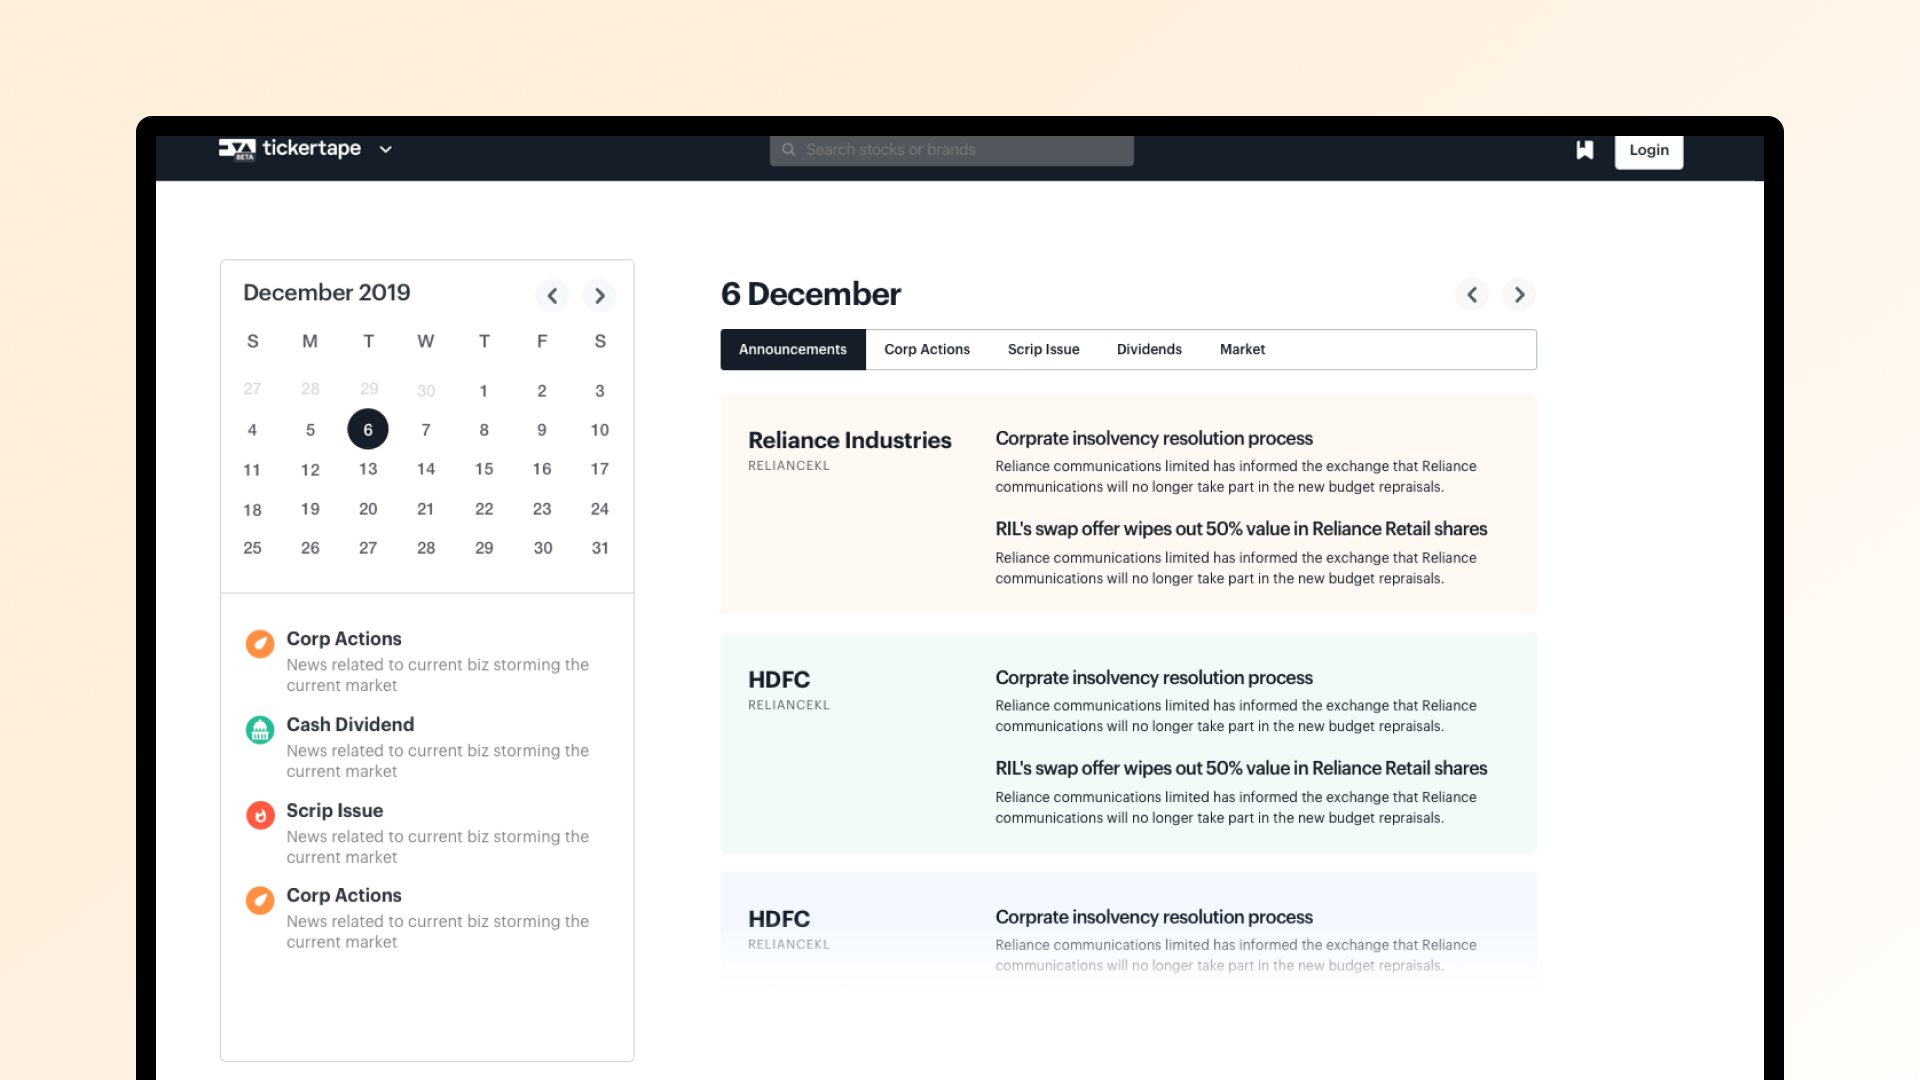 BETA
tickertape
Search stocks or brands
Login
December 2019
S M T W T F S
27 28 29 30 1 2 3
4 5 6 7 8 9 10
11 12 13 14 15 16 17
18 19 20 21 22 23 24
25 26 27 28 29 30 31
Corp Actions
News related to current biz storming the
current market
Cash Dividend
News related to current biz storming the
current market
Scrip Issue
News related to current biz storming the
current market
Corp Actions
News related to current biz storming the
current market
6 December
Announcements Corp Actions Scrip Issue Dividends Market
Reliance Industries
RELIANCEKL
Corprate insolvency resolution process
Reliance communications limited has informed the exchange that Reliance
communications will no longer take part in the new budget repraisals.
RIL's swap offer wipes out 50% value in Reliance Retail shares
Reliance communications limited has informed the exchange that Reliance
communications will no longer take part in the new budget repraisals.
HDFC
RELIANCEKL
Corprate insolvency resolution process
Reliance communications limited has informed the exchange that Reliance
communications will no longer take part in the new budget repraisals.
RIL's swap offer wipes out 50% value in Reliance Retail shares
Reliance communications limited has informed the exchange that Reliance
communications will no longer take part in the new budget repraisals.
HDFC
RELIANCEKL
Corprate insolvency resolution process
Reliance communications limited has informed the exchange that Reliance
communications will no longer take part in the new budget repraisals.